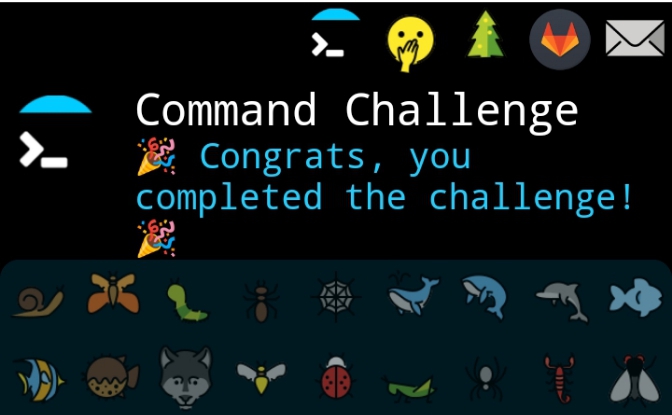 Command Challenge
🎉 Congrats, you
completed the challenge!
🎉